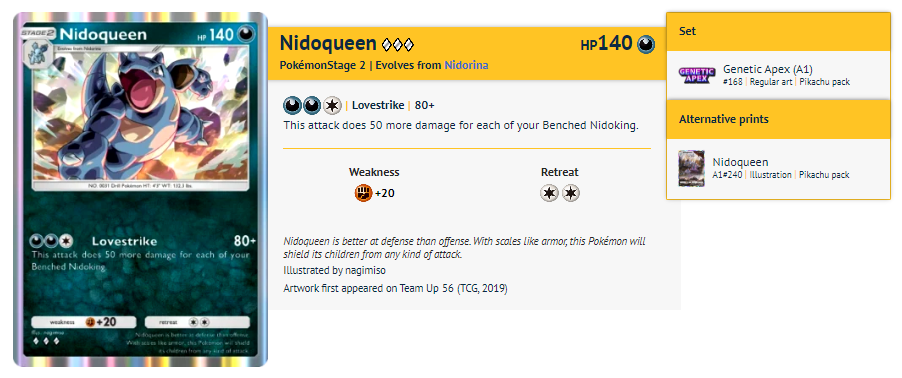 STAGE 2 Nidoqueen HP 140
Evolves from Nidorina
NO. 0031 Drill Pokémon HT: 4'3" WT: 132.3 lbs.
Lovestrike 80+
This attack does 50 more damage for each of your
Benched Nidoking.
weakness +20 retreat
illus. nagimiso
Nidoqueen is better at defense than offense.
With scales like armor, this Pokémon will shield
its children from any kind of attack.
Nidoqueen HP140
PokémonStage 2 | Evolves from Nidorina
| Lovestrike | 80+
This attack does 50 more damage for each of your Benched Nidoking.
Weakness Retreat
+20
Nidoqueen is better at defense than offense. With scales like armor, this Pokémon will
shield its children from any kind of attack.
Illustrated by nagimiso
Artwork first appeared on Team Up 56 (TCG, 2019)
Set
GENETIC APEX
Genetic Apex (A1)
#168 | Regular art | Pikachu pack
Alternative prints
Nidoqueen
A1#240 | Illustration | Pikachu pack